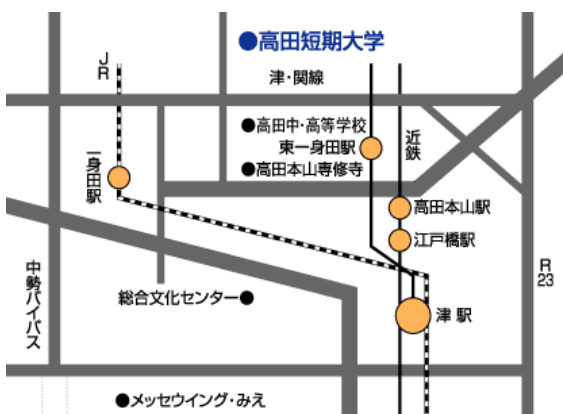 ●高田短期大学
JR
津・関線
●高田中・高等学校
東一身田駅
近鉄
●高田本山専修寺
一身田駅
高田本山駅
江戸橋駅
中勢バイパス
R23
総合文化センター●
津駅
●メッセウイング・みえ